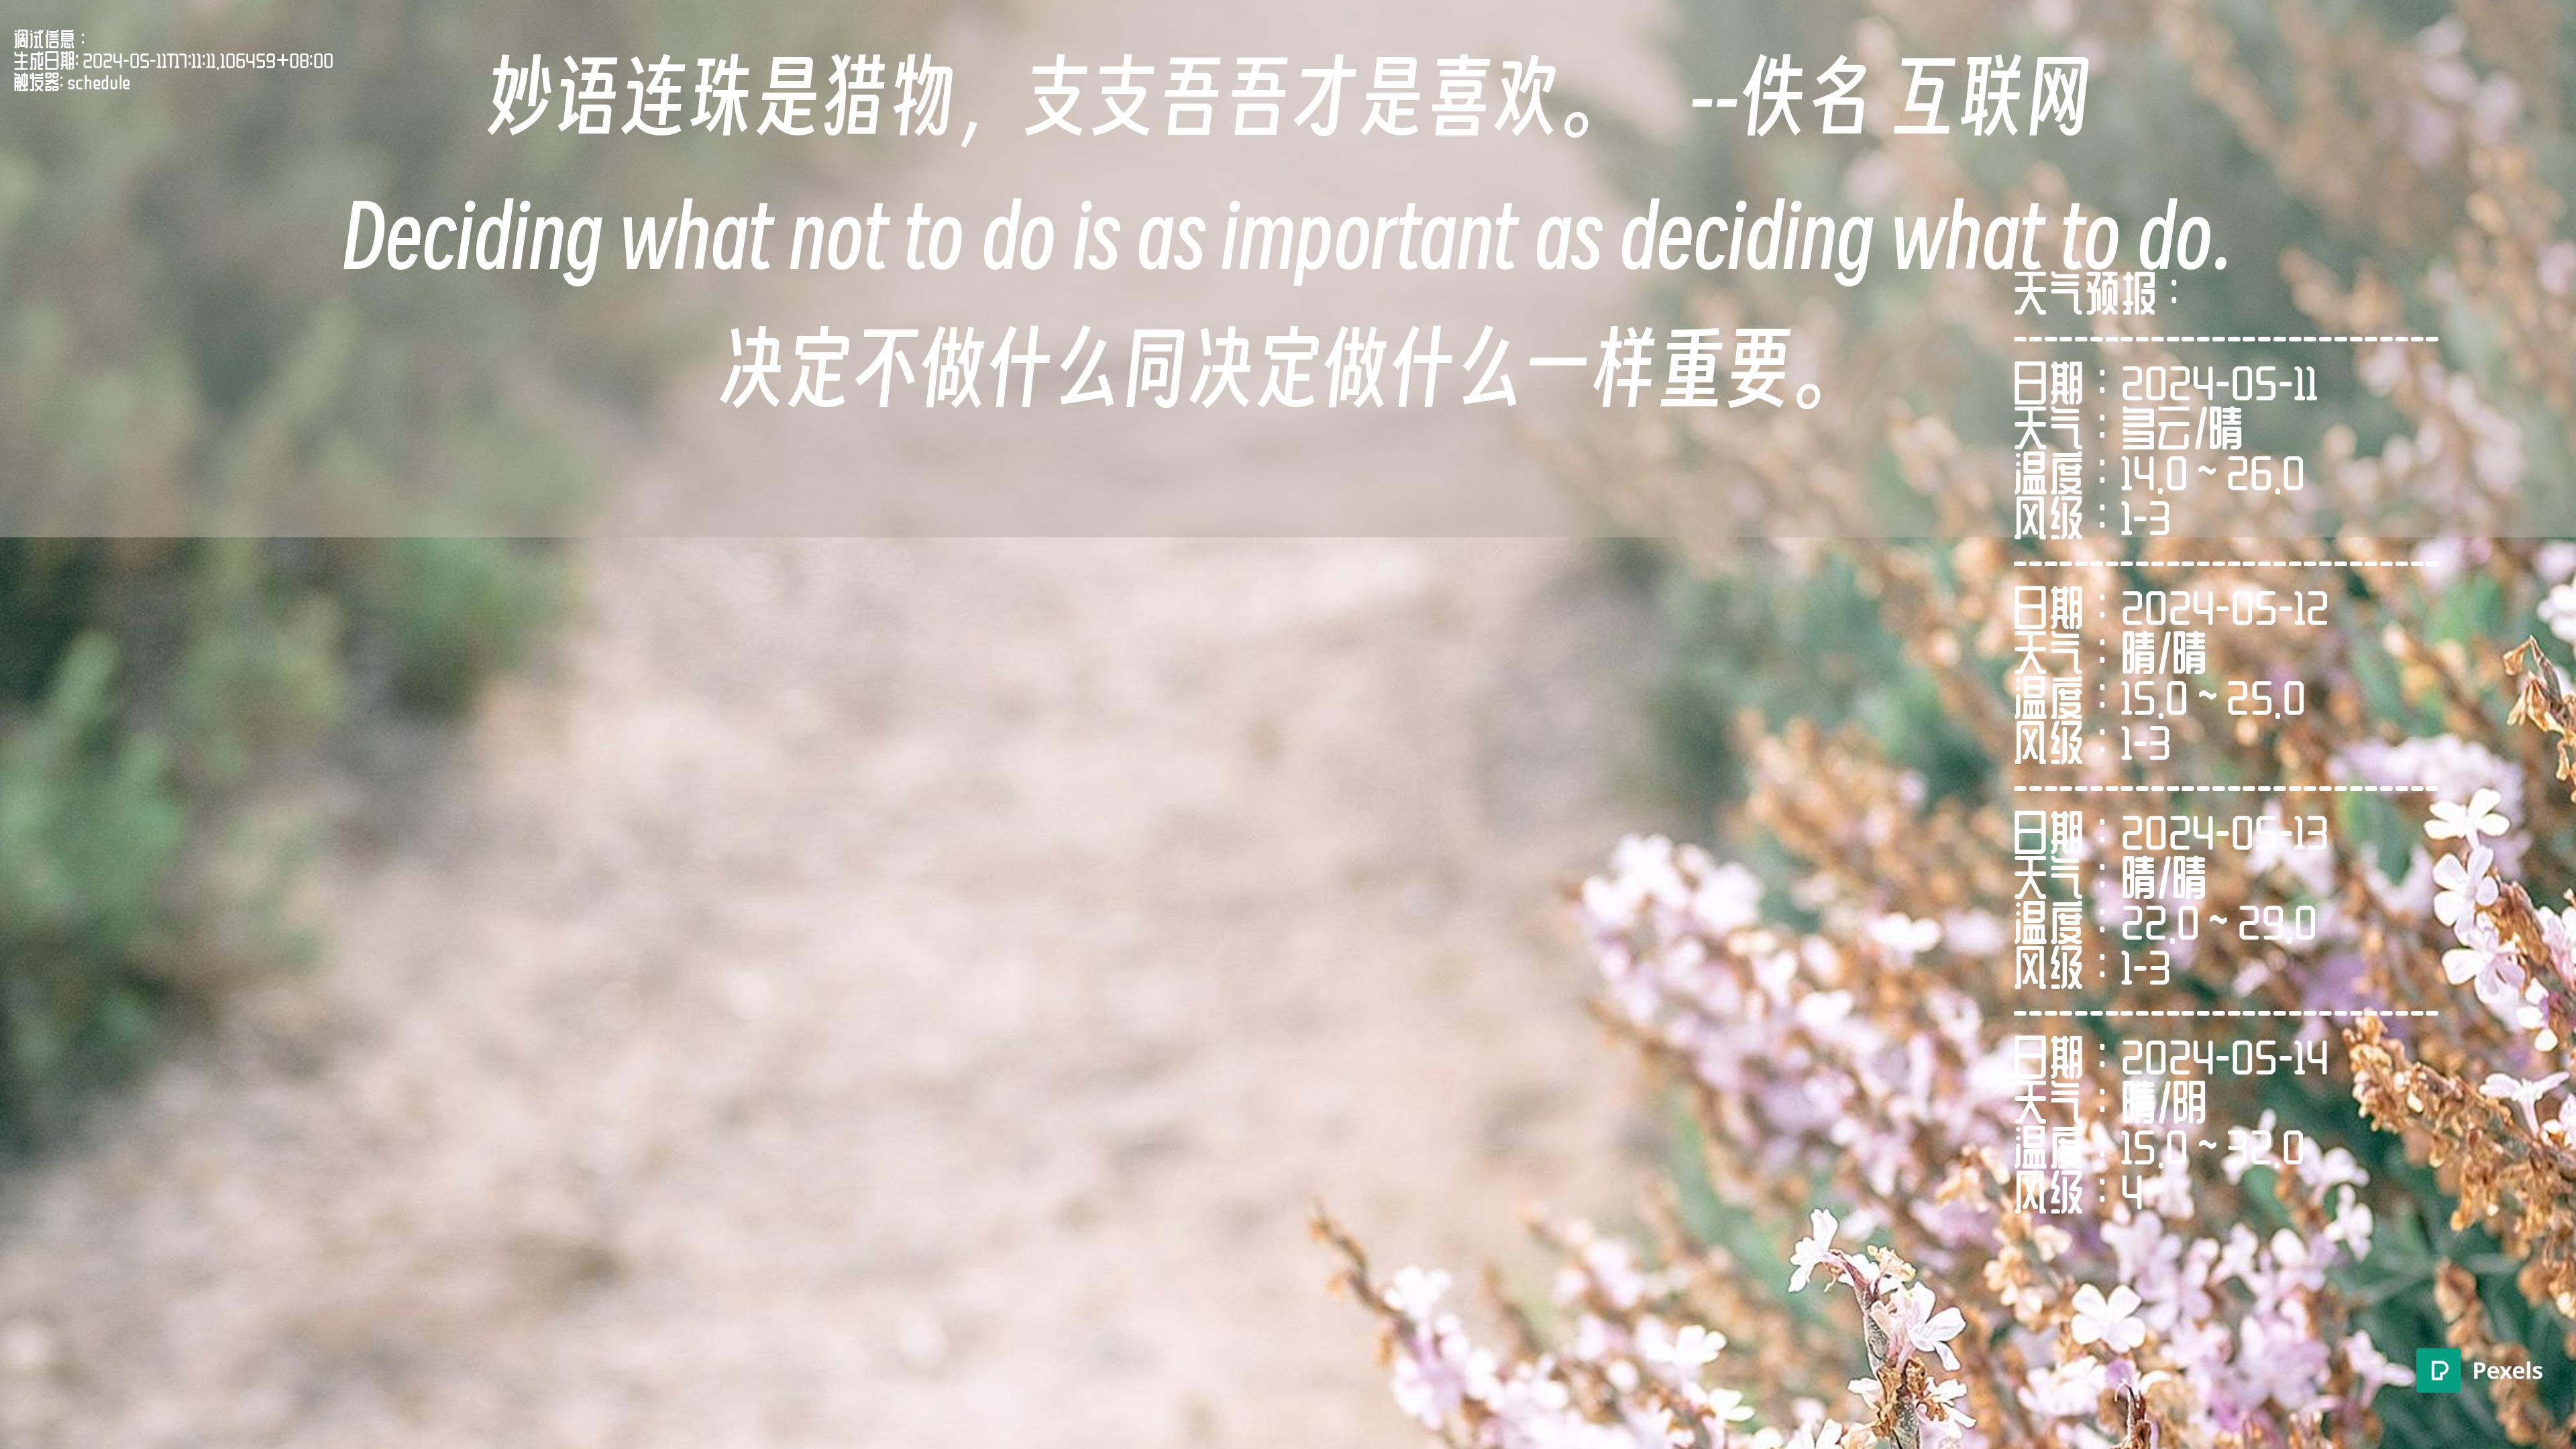 调试信息：
生成日期: 2024-05-11T17:11:11.106459+08:00
触发器: schedule
妙语连珠是猎物，支支吾吾才是喜欢。 --佚名 互联网
Deciding what not to do is as important as deciding what to do.
决定不做什么同决定做什么一样重要。
天气预报：
----------------------------
日期：2024-05-11
天气：多云/晴
温度：14.0 ~ 26.0
风级：1-3
----------------------------
日期：2024-05-12
天气：晴/晴
温度：15.0 ~ 25.0
风级：1-3
----------------------------
日期：2024-05-13
天气：晴/晴
温度：22.0 ~ 29.0
风级：1-3
----------------------------
日期：2024-05-14
天气：晴/阴
温度：15.0 ~ 32.0
风级：4
Pexels